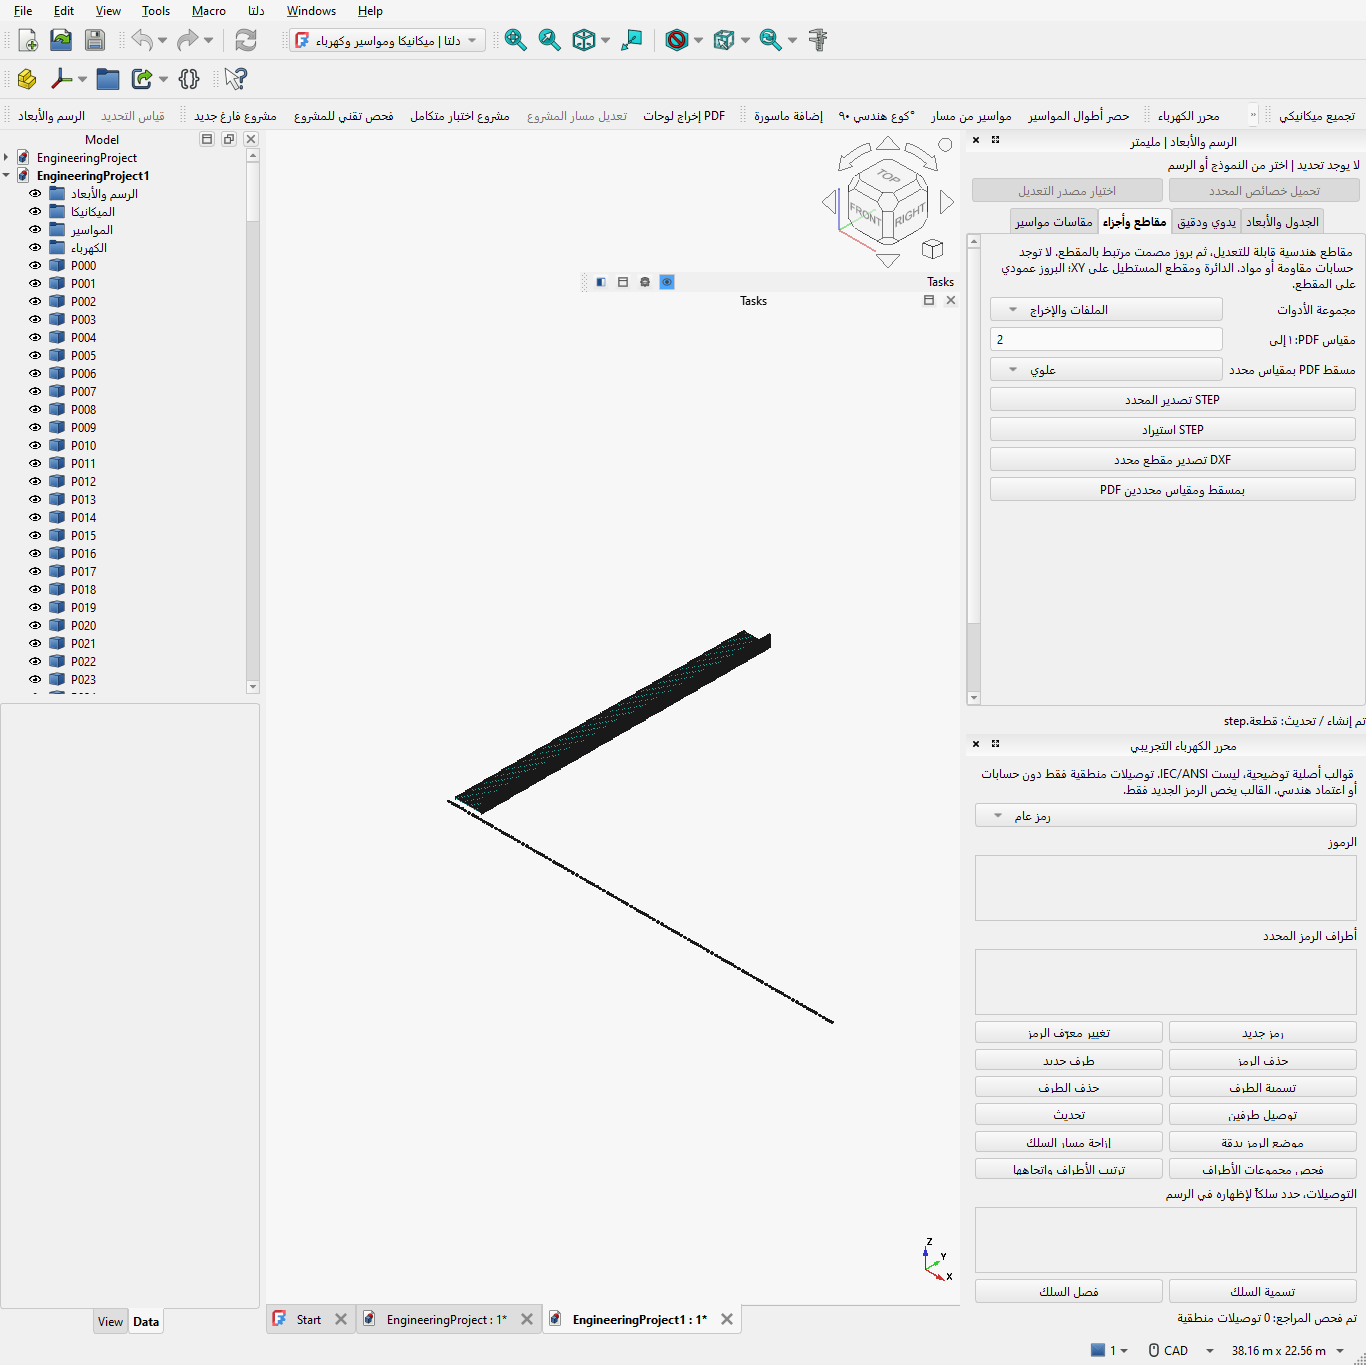 File Edit View Tools Macro دلتا Windows Help
دلتا | ميكانيكا ومواسير وكهرباء
الرسم والأبعاد قياس التحديد مشروع فارغ جديد فحص تقني للمشروع مشروع اختبار متكامل تعديل مسار المشروع إخراج لوحات PDF إضافة ماسورة كوع هندسي ٩٠° مواسير من مسار حصر أطوال المواسير محرر الكهرباء » تجميع ميكانيكي
Model
EngineeringProject
EngineeringProject1
الرسم والأبعاد
الميكانيكا
المواسير
الكهرباء
P000
P001
P002
P003
P004
P005
P006
P007
P008
P009
P010
P011
P012
P013
P014
P015
P016
P017
P018
P019
P020
P021
P022
P023
View Data
TOP
FRONT
RIGHT
Tasks
Tasks
Z
Y
X
Start EngineeringProject : 1* EngineeringProject1 : 1*
الرسم والأبعاد | مليمتر
لا يوجد تحديد | اختر من النموذج أو الرسم
تحميل خصائص المحدد اختيار مصدر التعديل
الجدول والأبعاد يدوي ودقيق مقاطع وأجزاء مقاسات مواسير
مقاطع هندسية قابلة للتعديل، ثم بروز مصمت مرتبط بالمقطع. لا توجد
حسابات مقاومة أو مواد. الدائرة ومقطع المستطيل على XY؛ البروز عمودي
على المقطع.
مجموعة الأدوات الملفات والإخراج
مقياس PDF:١ إلى 2
مسقط PDF بمقياس محدد علوي
تصدير المحدد STEP
استيراد STEP
تصدير مقطع محدد DXF
PDF بمسقط ومقياس محددين
تم إنشاء / تحديث: قطعة.step
محرر الكهرباء التجريبي
قوالب أصلية توضيحية، ليست IEC/ANSI. توصيلات منطقية فقط دون حسابات
أو اعتماد هندسي. القالب يخص الرمز الجديد فقط.
رمز عام
الرموز
أطراف الرمز المحدد
رمز جديد تغيير معرّف الرمز
حذف الرمز طرف جديد
تسمية الطرف حذف الطرف
توصيل طرفين تحديث
موضع الرمز بدقة إزاحة مسار السلك
فحص مجموعات الأطراف ترتيب الأطراف واتجاهها
التوصيلات، حدد سلكاً لإظهاره في الرسم
تسمية السلك فصل السلك
تم فحص المراجع: 0 توصيلات منطقية
1 CAD 38.16 m x 22.56 m